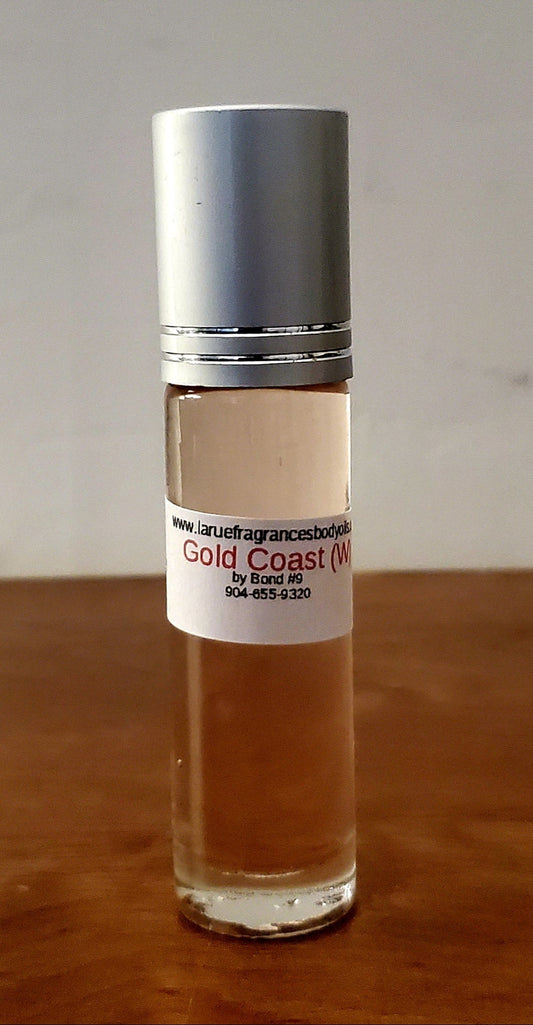 www.laruefragrancesbodyoils.
Gold Coast (W)
by Bond #9
904-655-9320